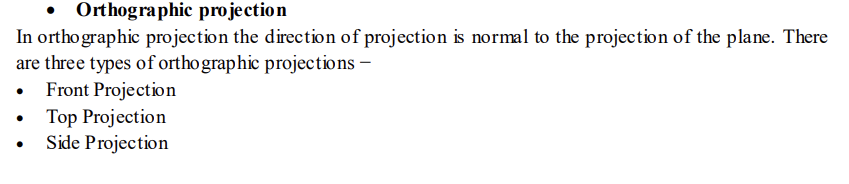 • Orthographic projection
In orthographic projection the direction of projection is normal to the projection of the plane. There
are three types of orthographic projections −
• Front Projection
• Top Projection
• Side Projection